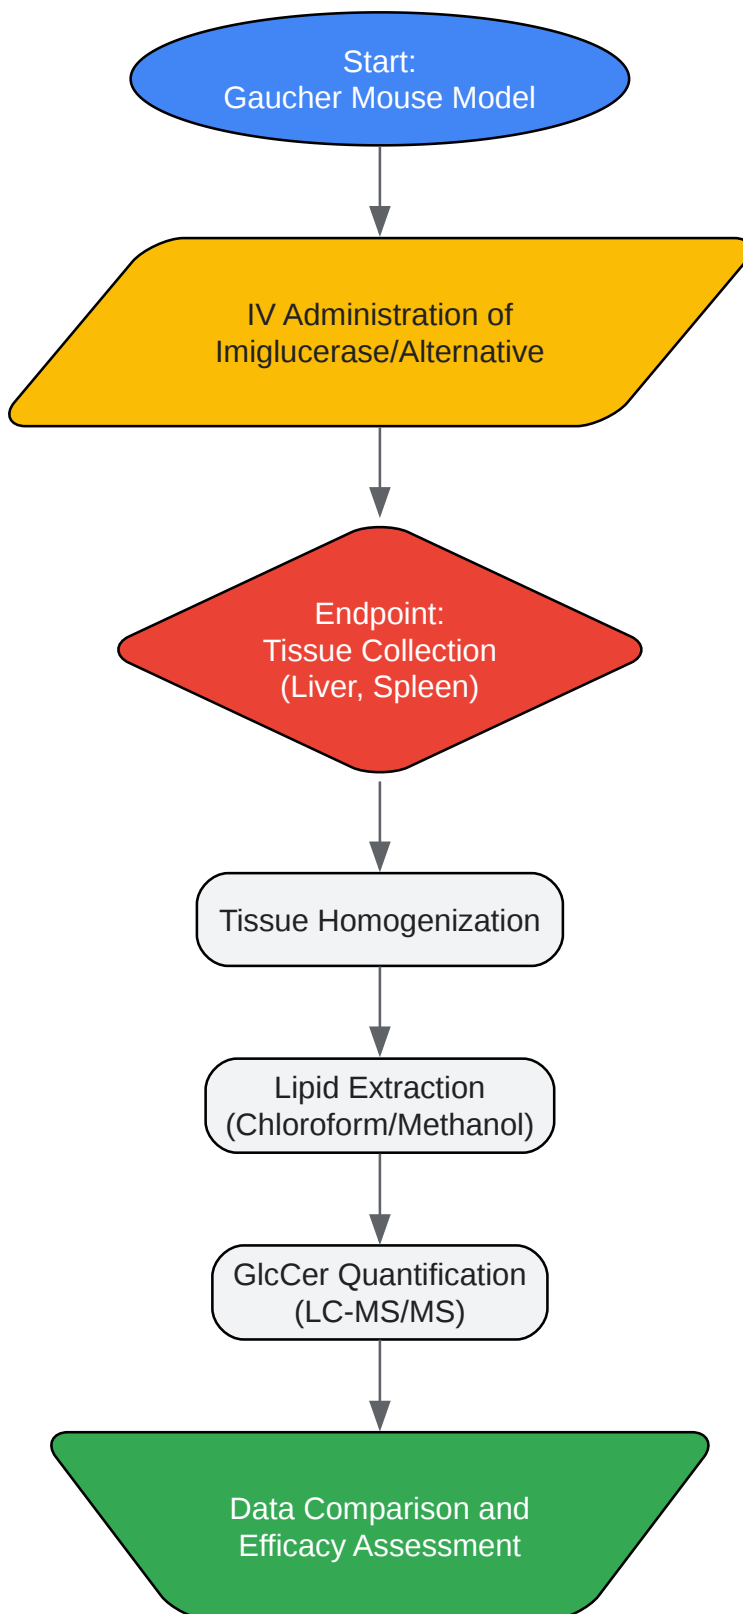 Start:
Gaucher Mouse Model
IV Administration of
Imiglucerase/Alternative
Endpoint:
Tissue Collection
(Liver, Spleen)
Tissue Homogenization
Lipid Extraction
(Chloroform/Methanol)
GlcCer Quantification
(LC-MS/MS)
Data Comparison and
Efficacy Assessment